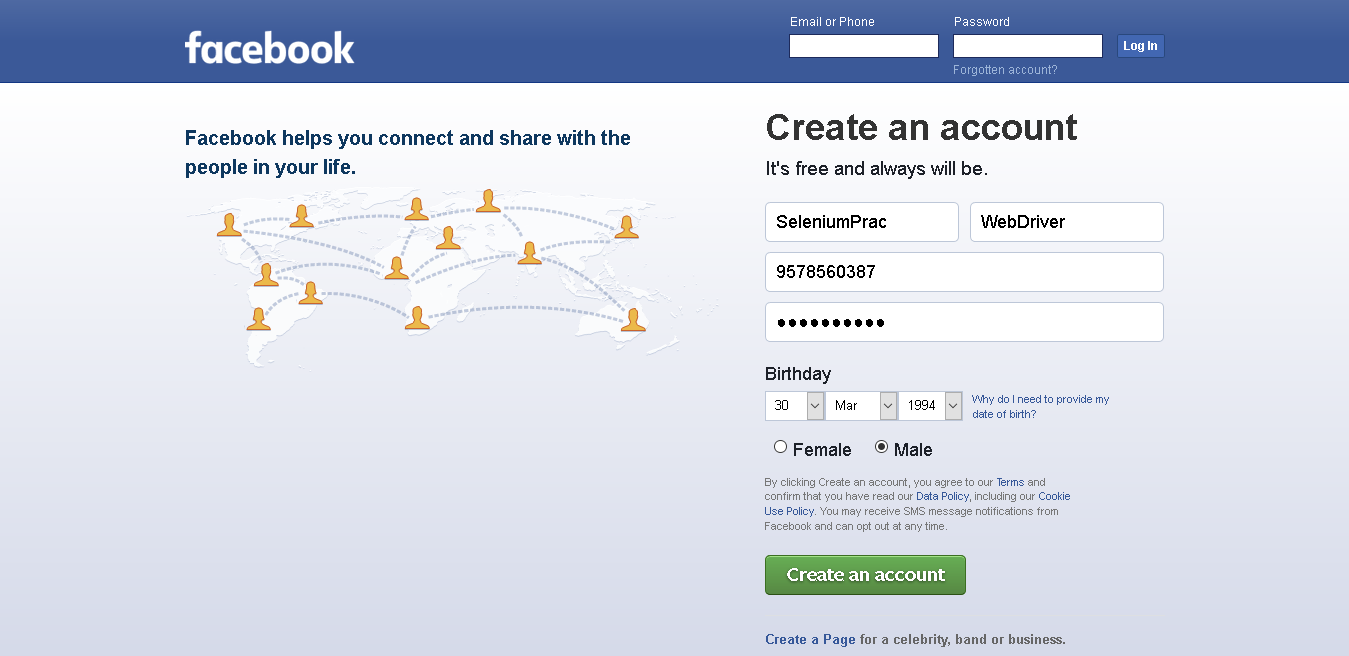 facebook
Email or Phone
Password
Log In
Forgotten account?
Facebook helps you connect and share with the
people in your life.
Create an account
It's free and always will be.
SeleniumPrac
WebDriver
9578560387
●●●●●●●●●●
Birthday
30
Mar
1994
Why do I need to provide my
date of birth?
Female
Male
By clicking Create an account, you agree to our Terms and
confirm that you have read our Data Policy, including our Cookie
Use Policy. You may receive SMS message notifications from
Facebook and can opt out at any time.
Create an account
Create a Page for a celebrity, band or business.